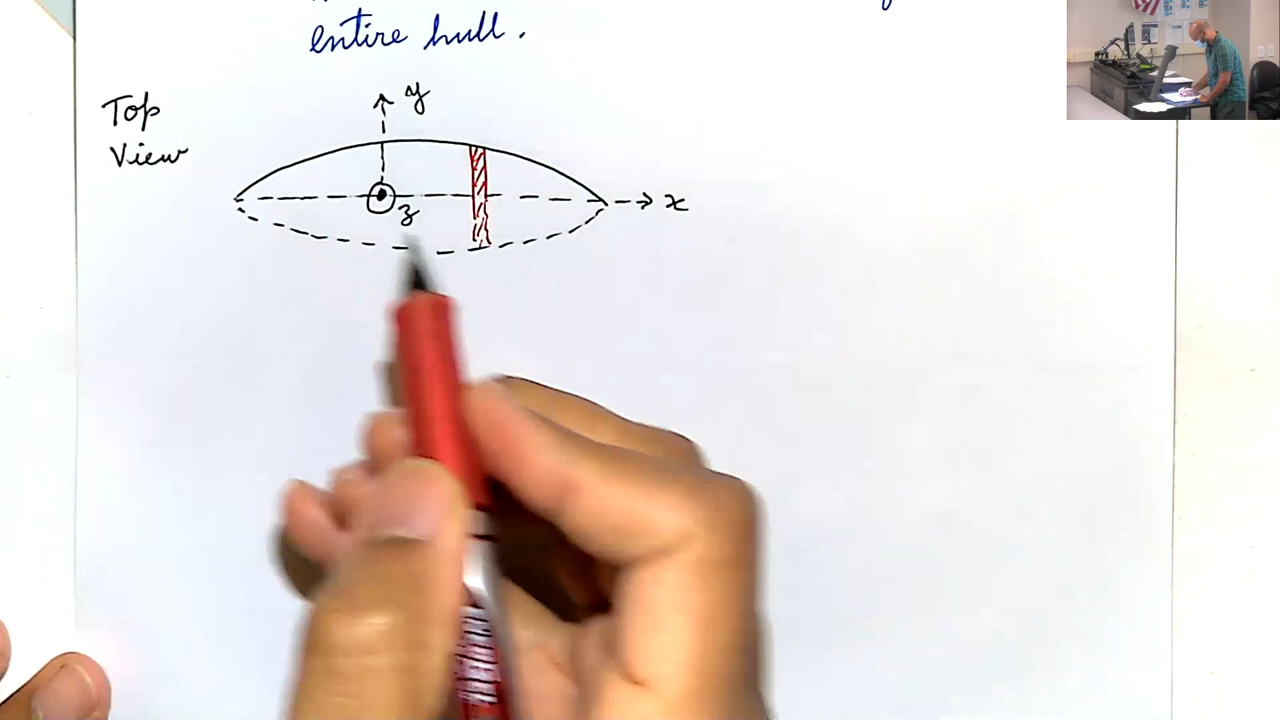 entire hull.
Top
View
y
z
x